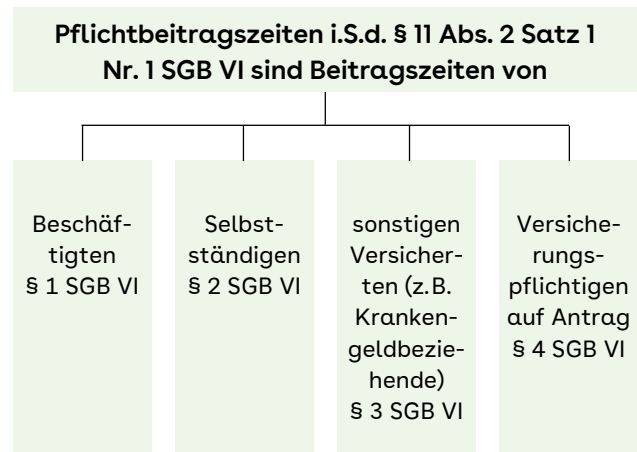 Pflichtbeitragszeiten i.S.d. § 11 Abs. 2 Satz 1
Nr. 1 SGB VI sind Beitragszeiten von
Beschäf-
tigten
§ 1 SGB VI
Selbst-
ständigen
§ 2 SGB VI
sonstigen
Versicher-
ten (z.B.
Kranken-
geldbezie-
hende)
§ 3 SGB VI
Versiche-
rungs-
pflichtigen
auf Antrag
§ 4 SGB VI